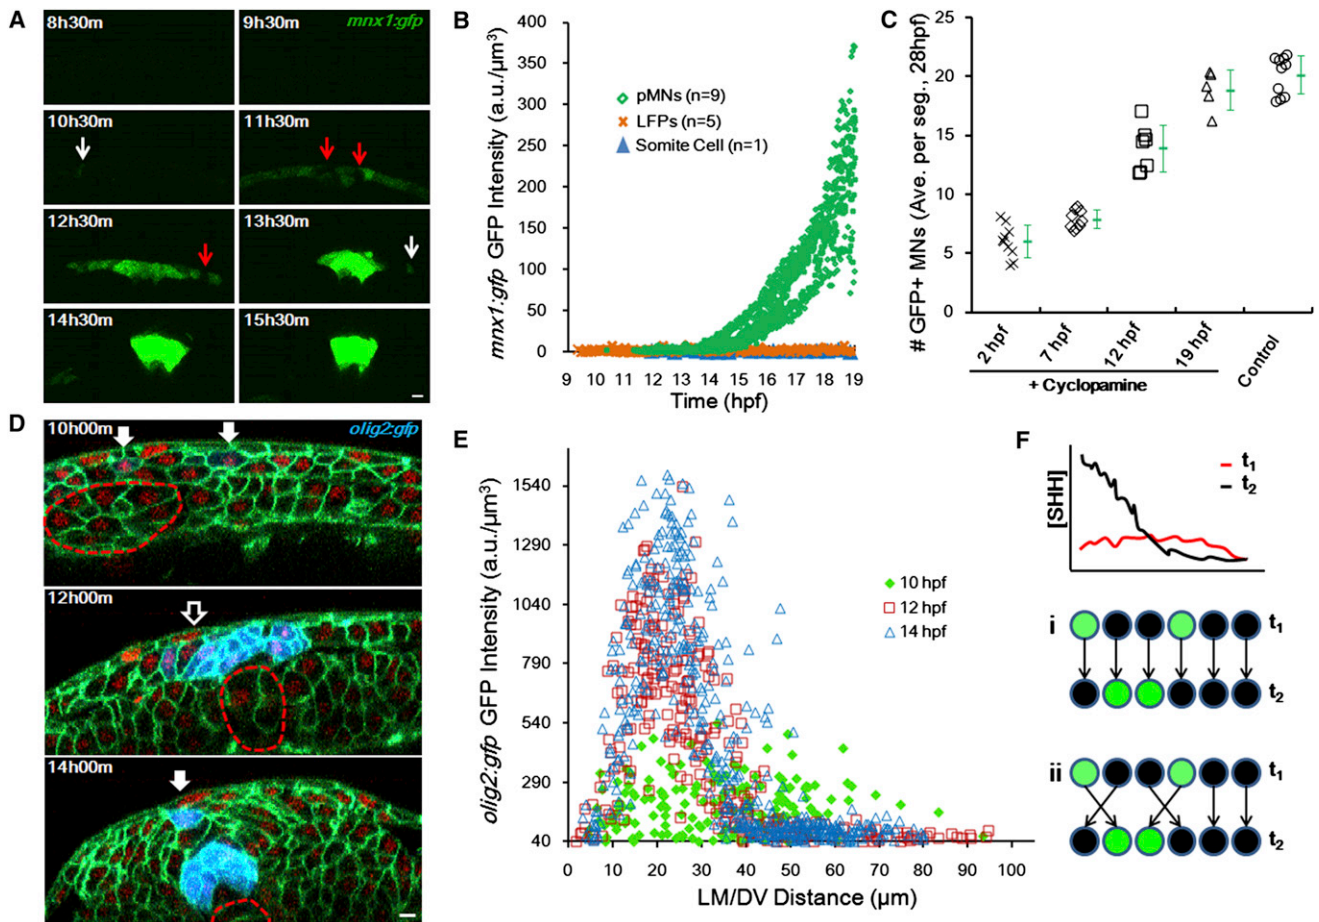 A
8h30m
9h30m
mnx1:gfp
10h30m
11h30m
12h30m
13h30m
14h30m
15h30m
B
mnx1:gfp GFP Intensity (a.u./μm³)
400
350
300
250
200
150
100
50
0
pMNs (n=9)
LFPs (n=5)
Somite Cell (n=1)
9 10 11 12 13 14 15 16 17 18 19
Time (hpf)
C
# GFP+ MNs (Ave. per seg., 28hpf)
25
20
15
10
5
0
2 hpf
7 hpf
12 hpf
19 hpf
Control
+ Cyclopamine
D
10h00m
olig2:gfp
12h00m
14h00m
E
olig2:gfp GFP Intensity (a.u./μm³)
1540
1290
1040
790
540
290
40
10 hpf
12 hpf
14 hpf
0 10 20 30 40 50 60 70 80 90 100
LM/DV Distance (μm)
F
[SHH]
t₁
t₂
i
t₁
t₂
ii
t₁
t₂